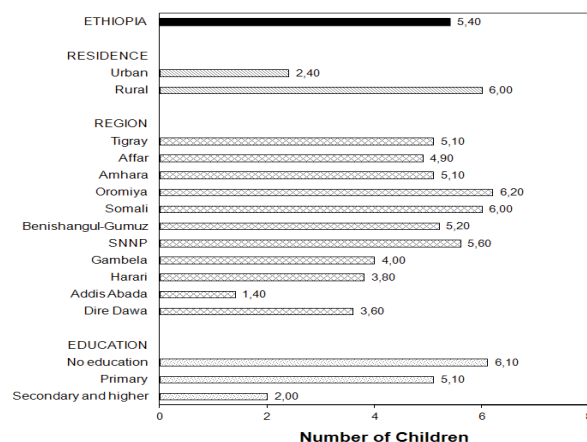 ETHIOPIA 5,40
RESIDENCE
Urban 2,40
Rural 6,00
REGION
Tigray 5,10
Affar 4,90
Amhara 5,10
Oromiya 6,20
Somali 6,00
Benishangul-Gumuz 5,20
SNNP 5,60
Gambela 4,00
Harari 3,80
Addis Abada 1,40
Dire Dawa 3,60
EDUCATION
No education 6,10
Primary 5,10
Secondary and higher 2,00
0 2 4 6 8
Number of Children